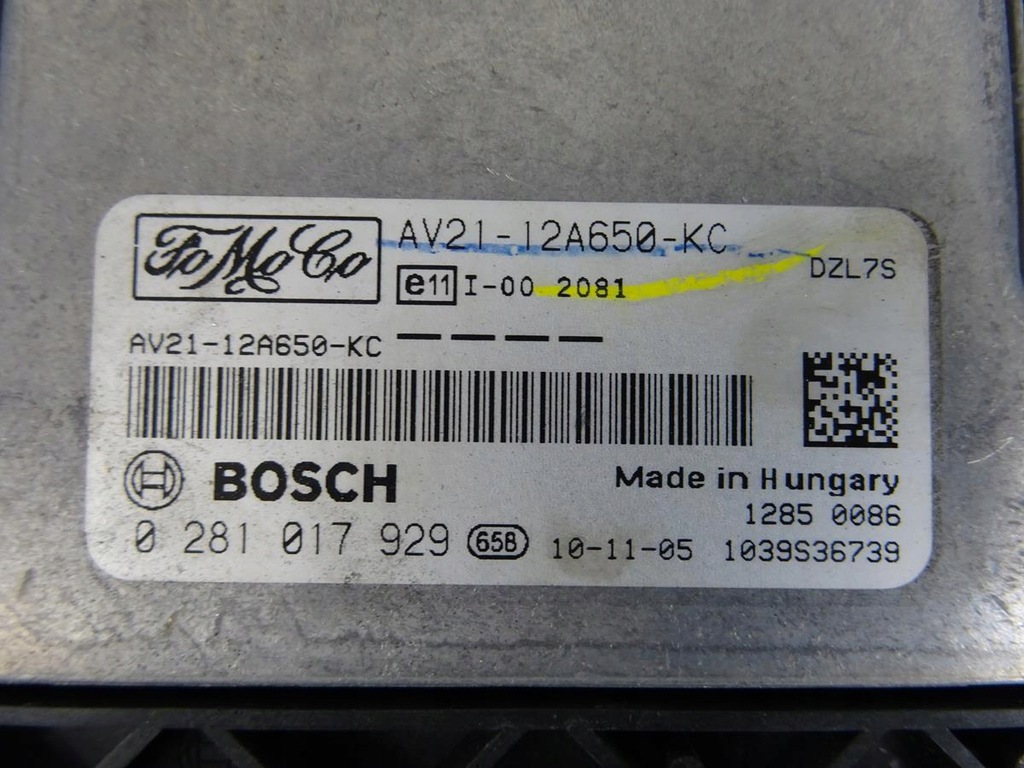 FoMoCo AV21-12A650-KC
e11 I-00 2081 DZL7S
AV21-12A650-KC
BOSCH Made in Hungary
1285 0086
0 281 017 929 65B 10-11-05 1039S36739